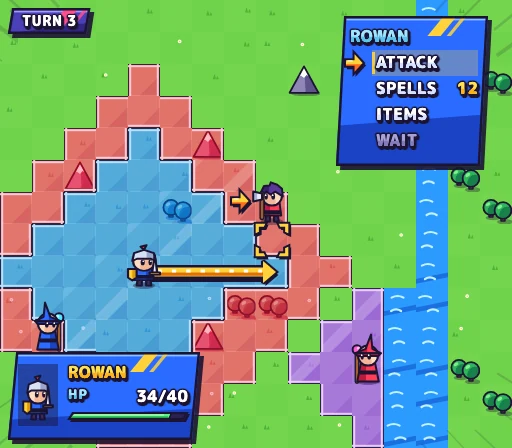 TURN 3
ROWAN
ATTACK
SPELLS 12
ITEMS
WAIT
ROWAN
HP 34/40